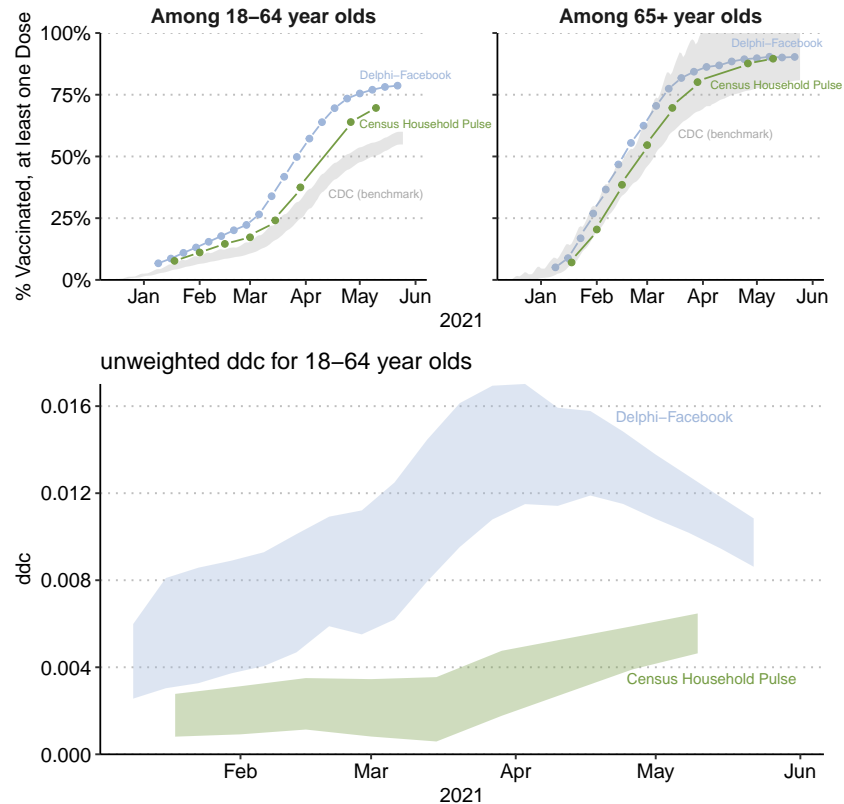 Among 18–64 year olds
Among 65+ year olds
% Vaccinated, at least one Dose
100%
75%
50%
25%
0%
Delphi–Facebook
Census Household Pulse
CDC (benchmark)
Delphi–Facebook
Census Household Pulse
CDC (benchmark)
Jan Feb Mar Apr May Jun
Jan Feb Mar Apr May Jun
2021
unweighted ddc for 18–64 year olds
ddc
0.016
0.012
0.008
0.004
0.000
Delphi–Facebook
Census Household Pulse
Feb Mar Apr May Jun
2021